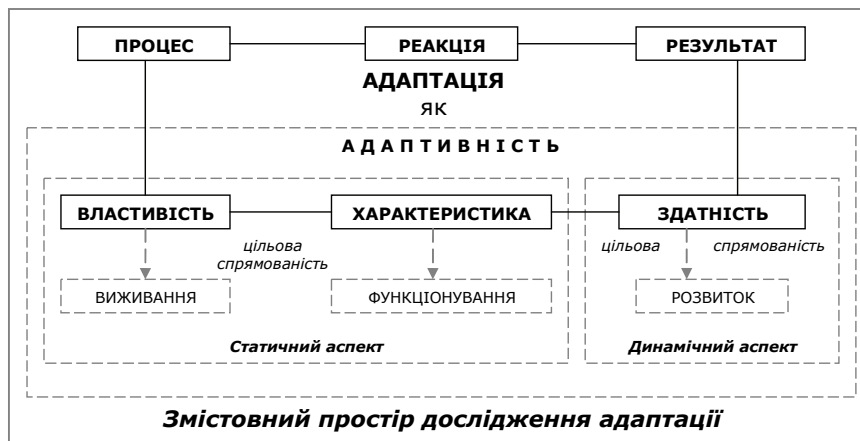 ПРОЦЕС РЕАКЦІЯ РЕЗУЛЬТАТ
АДАПТАЦІЯ
як
АДАПТИВНІСТЬ
ВЛАСТИВІСТЬ ХАРАКТЕРИСТИКА ЗДАТНІСТЬ
цільова
спрямованість
цільова спрямованість
ВИЖИВАННЯ ФУНКЦІОНУВАННЯ РОЗВИТОК
Статичний аспект Динамічний аспект
Змістовний простір дослідження адаптації